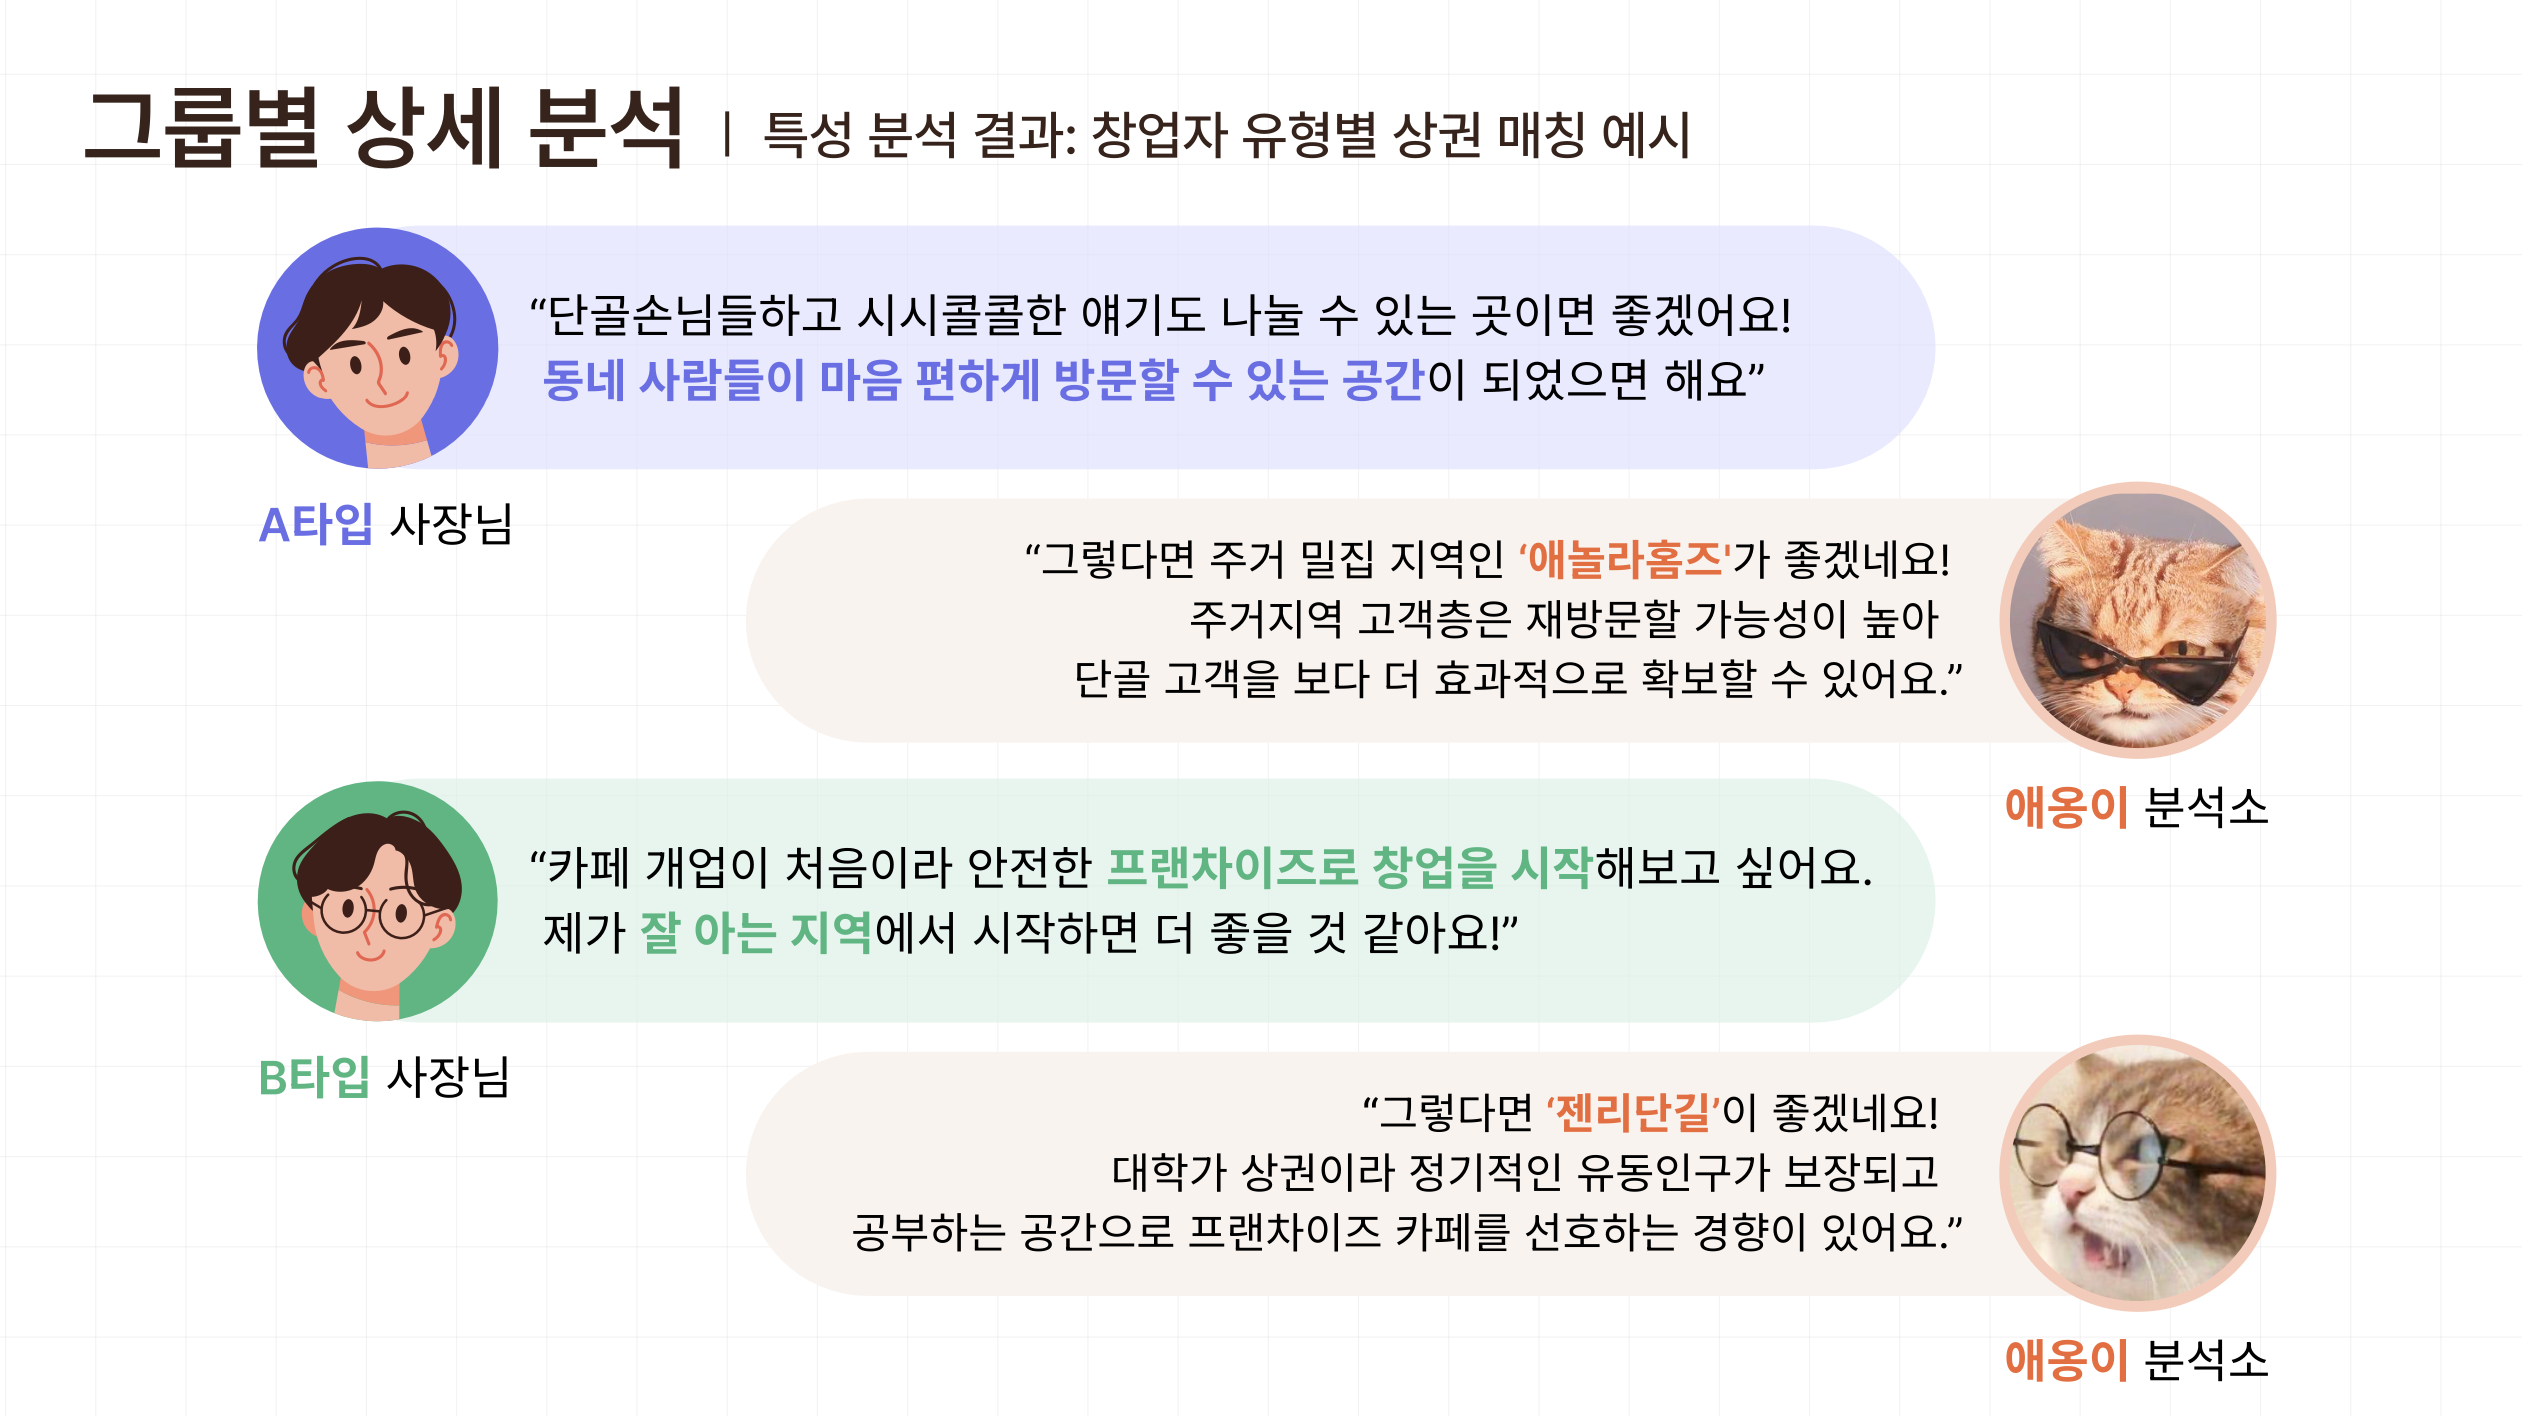 그룹별 상세 분석 | 특성 분석 결과: 창업자 유형별 상권 매칭 예시
“단골손님들하고 시시콜콜한 얘기도 나눌 수 있는 곳이면 좋겠어요!
동네 사람들이 마음 편하게 방문할 수 있는 공간이 되었으면 해요”
A타입 사장님
“그렇다면 주거 밀집 지역인 ‘애놀라홈즈'가 좋겠네요!
주거지역 고객층은 재방문할 가능성이 높아
단골 고객을 보다 더 효과적으로 확보할 수 있어요.”
애옹이 분석소
“카페 개업이 처음이라 안전한 프랜차이즈로 창업을 시작해보고 싶어요.
제가 잘 아는 지역에서 시작하면 더 좋을 것 같아요!”
B타입 사장님
“그렇다면 ‘젠리단길’이 좋겠네요!
대학가 상권이라 정기적인 유동인구가 보장되고
공부하는 공간으로 프랜차이즈 카페를 선호하는 경향이 있어요.”
애옹이 분석소